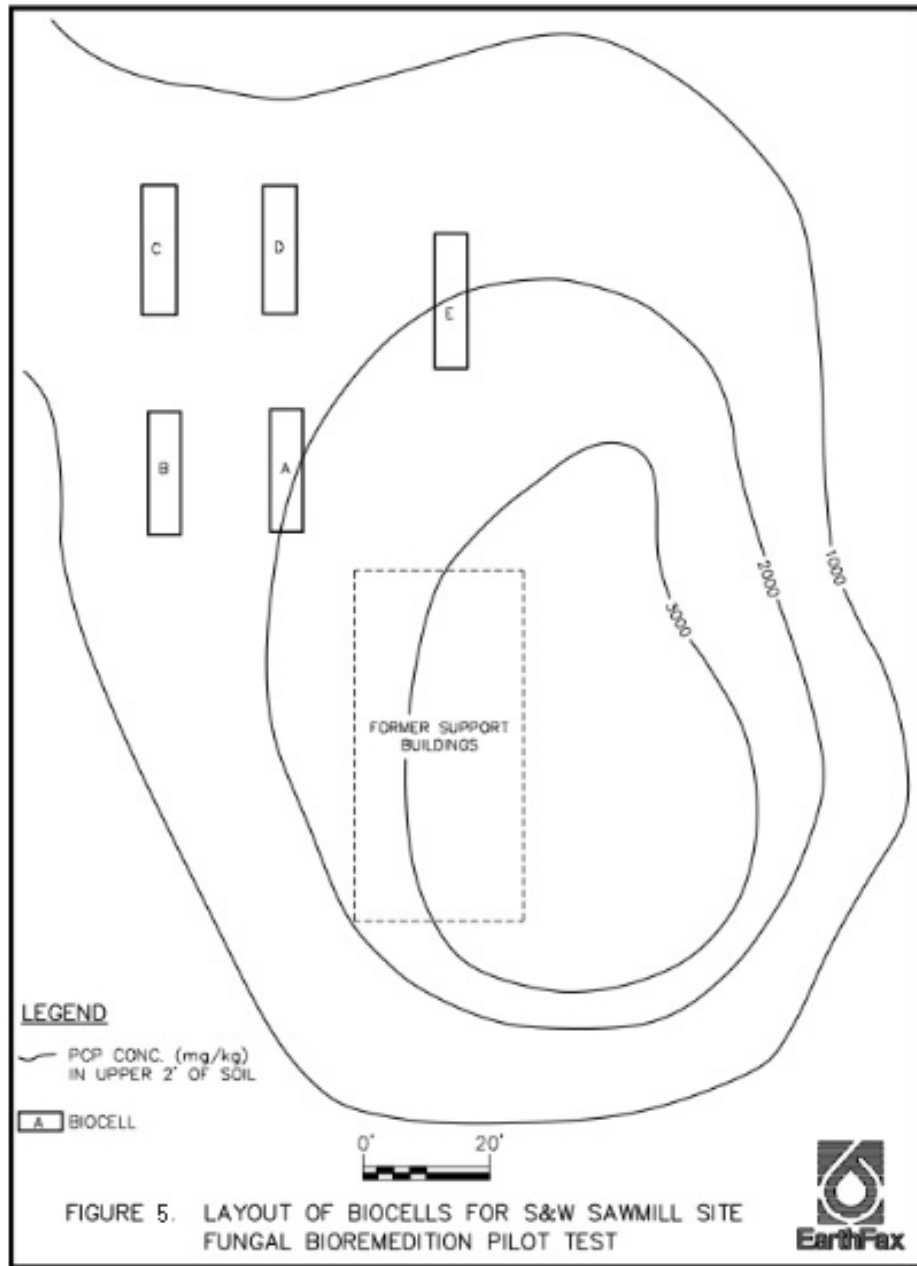 C
D
E
B
A
1000
2000
3000
FORMER SUPPORT
BUILDINGS
LEGEND
PCP CONC. (mg/kg)
IN UPPER 2' OF SOIL
A BIOCELL
0' 20'
FIGURE 5. LAYOUT OF BIOCELLS FOR S&W SAWMILL SITE
FUNGAL BIOREMEDITION PILOT TEST
EarthFax